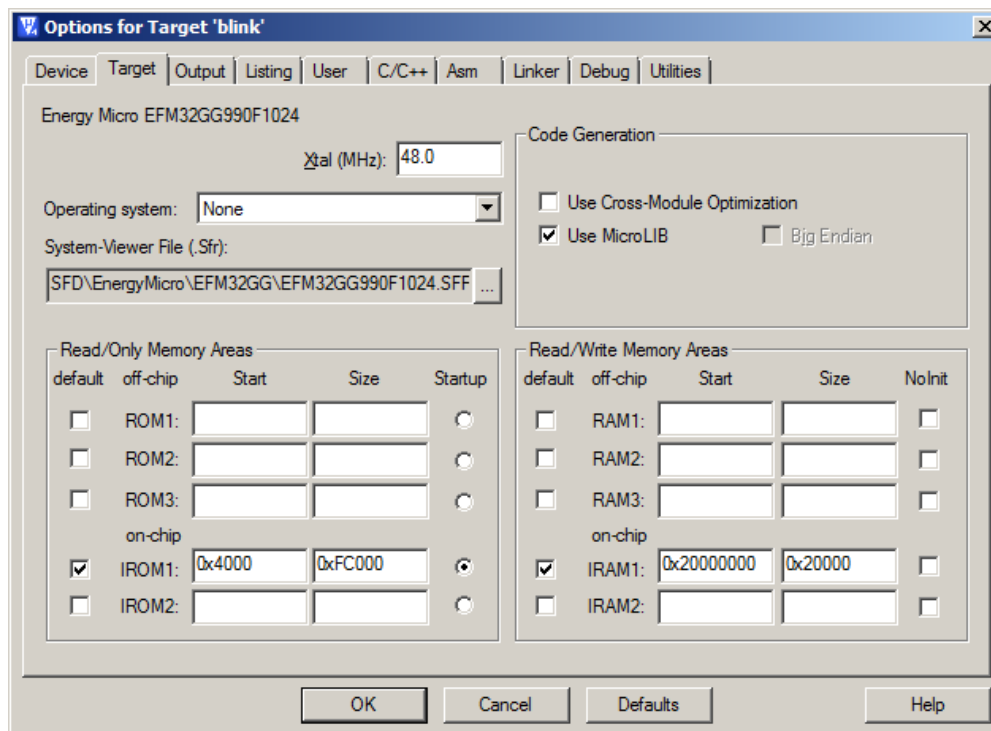 Options for Target 'blink'
Device Target Output Listing User C/C++ Asm Linker Debug Utilities
Energy Micro EFM32GG990F1024
Xtal (MHz): 48.0
Operating system: None
System-Viewer File (.Sfr):
SFD\EnergyMicro\EFM32GG\EFM32GG990F1024.SFF ...
Code Generation
Use Cross-Module Optimization
Use MicroLIB Big Endian
Read/Only Memory Areas
default off-chip Start Size Startup
ROM1:
ROM2:
ROM3:
on-chip
IROM1: 0x4000 0xFC000
IROM2:
Read/Write Memory Areas
default off-chip Start Size NoInit
RAM1:
RAM2:
RAM3:
on-chip
IRAM1: 0x20000000 0x20000
IRAM2:
OK Cancel Defaults Help